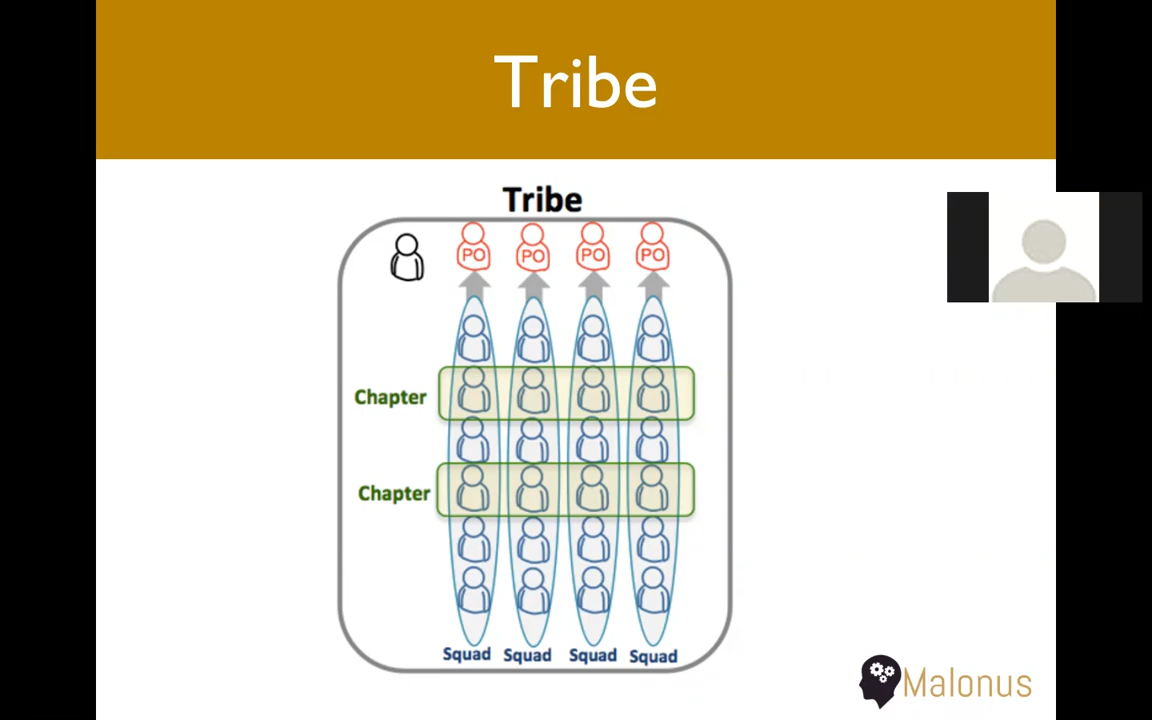 Tribe
Tribe
PO PO PO PO
Chapter
Chapter
Squad Squad Squad Squad
Malonus